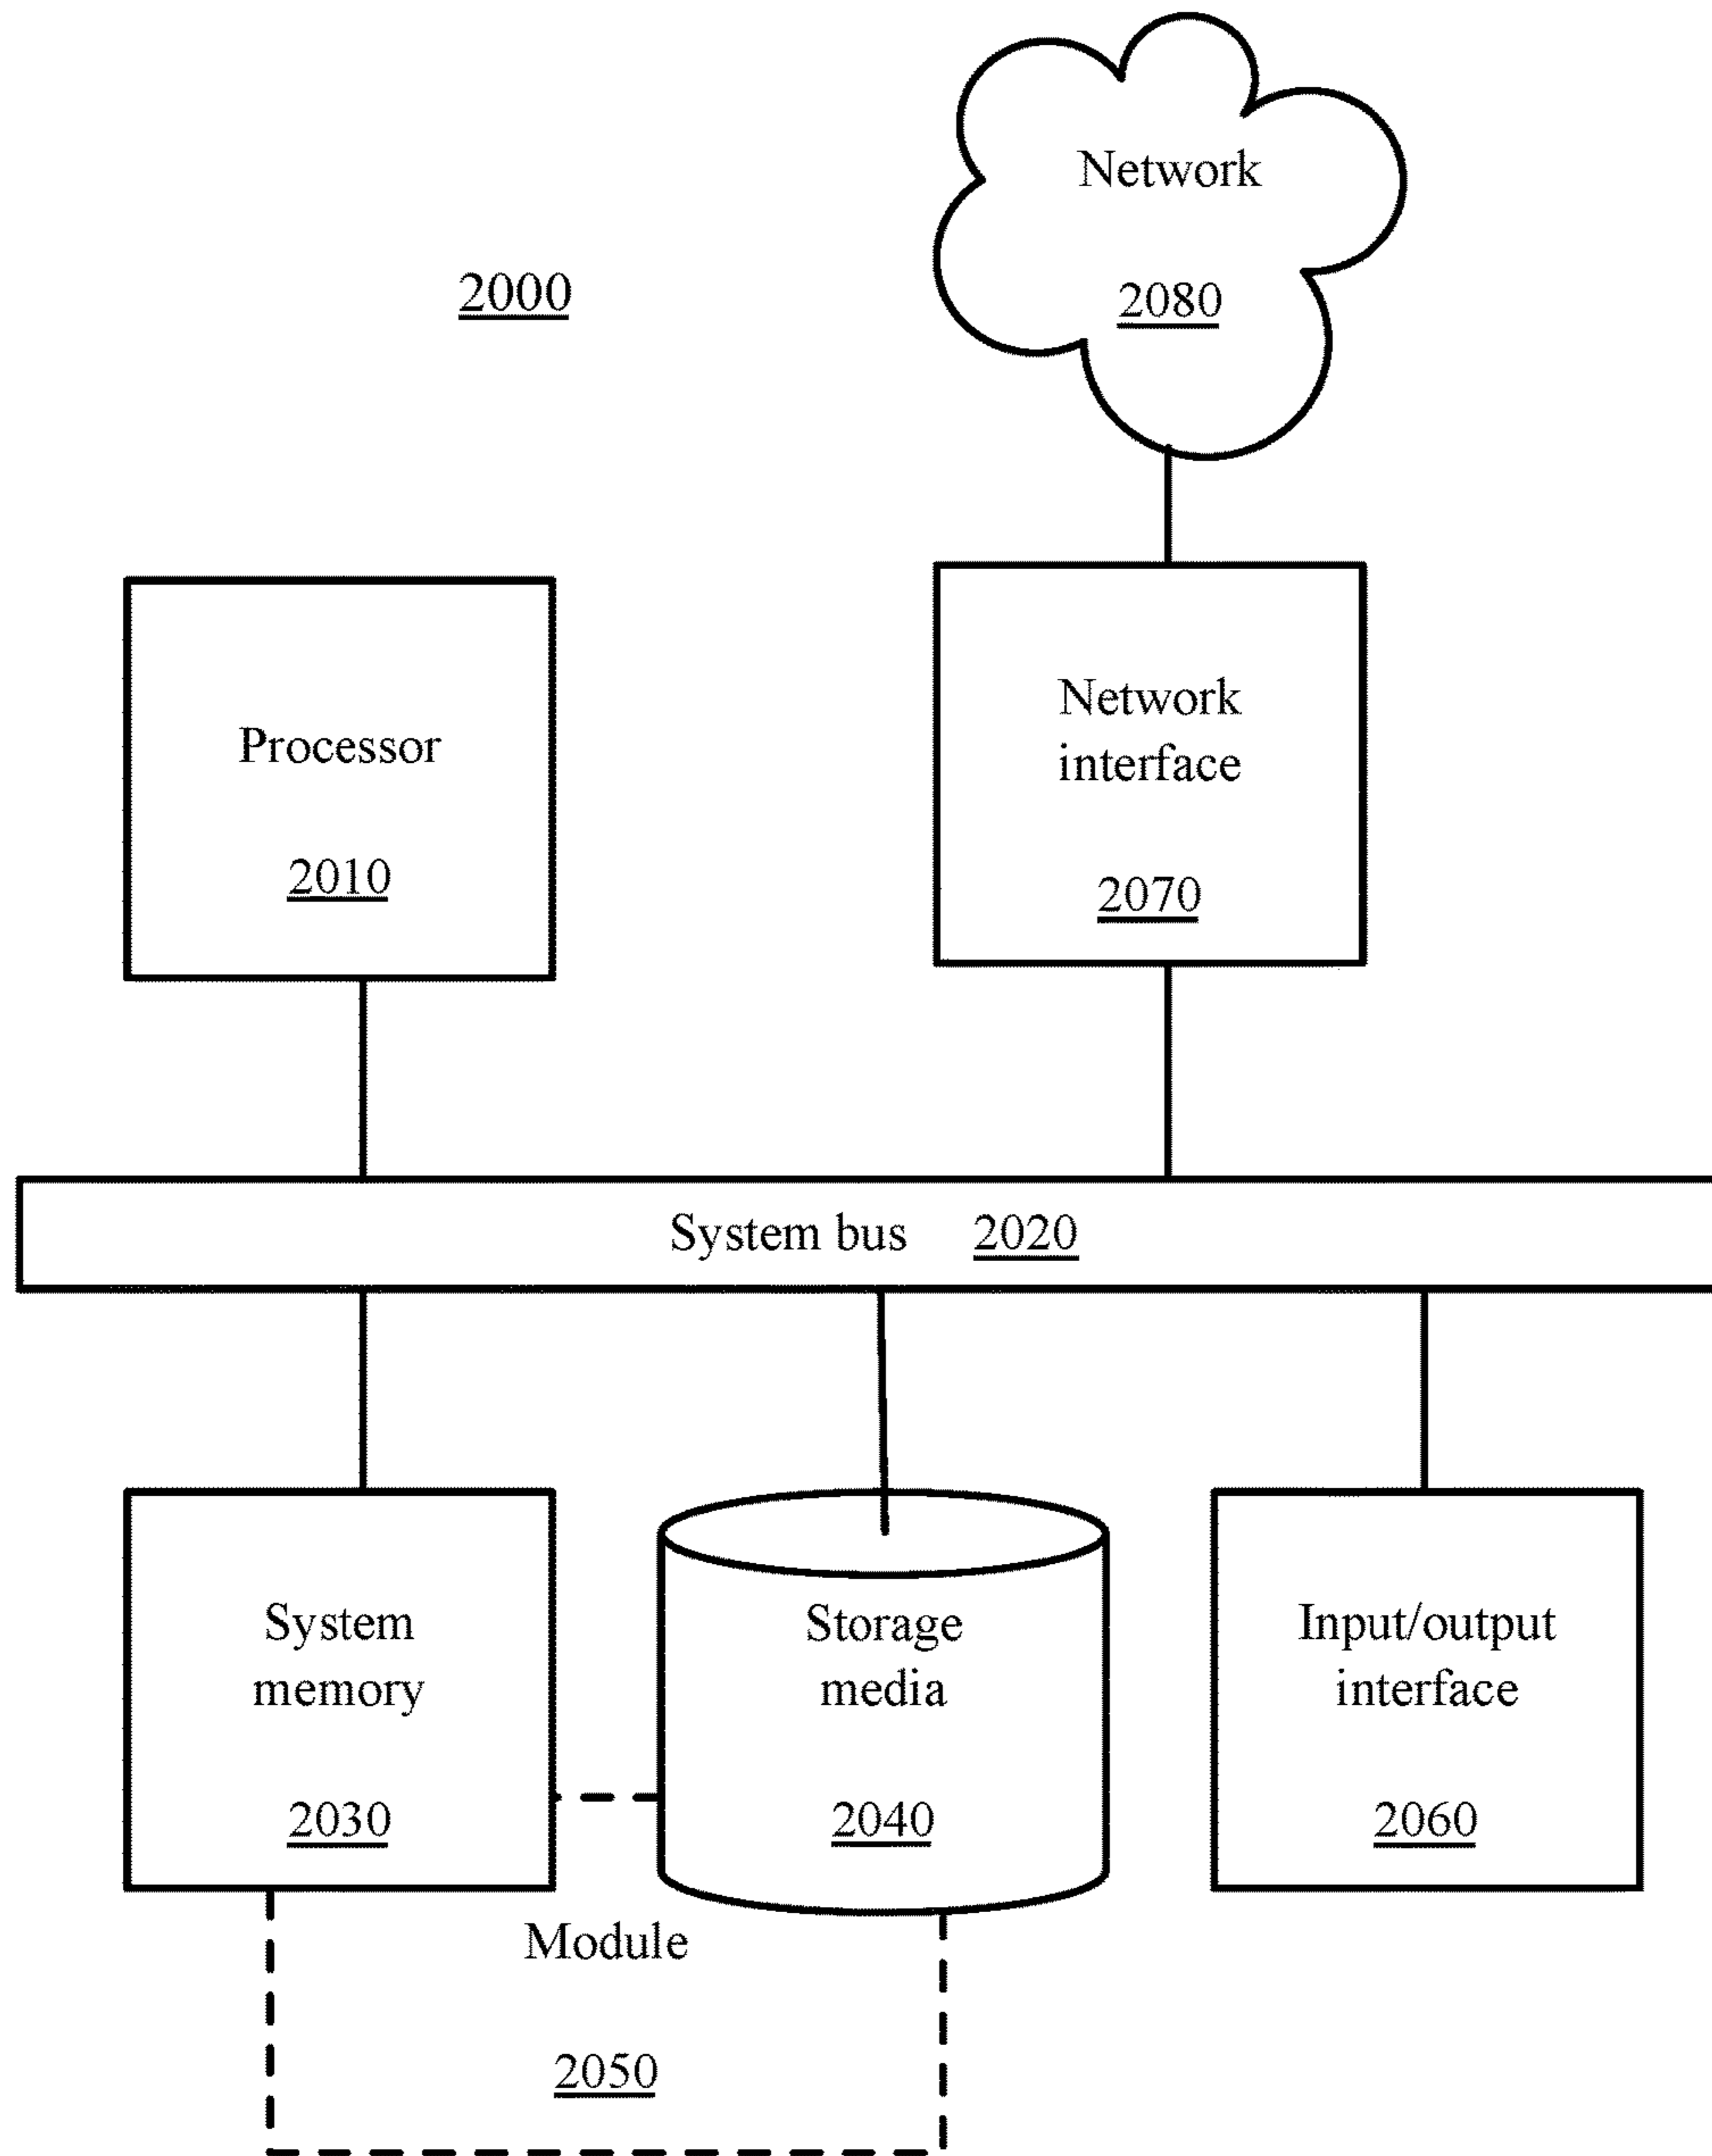 Network
2000
2080
Processor
2010
Network
interface
2070
System bus 2020
System
memory
2030
Storage
media
2040
Input/output
interface
2060
Module
2050